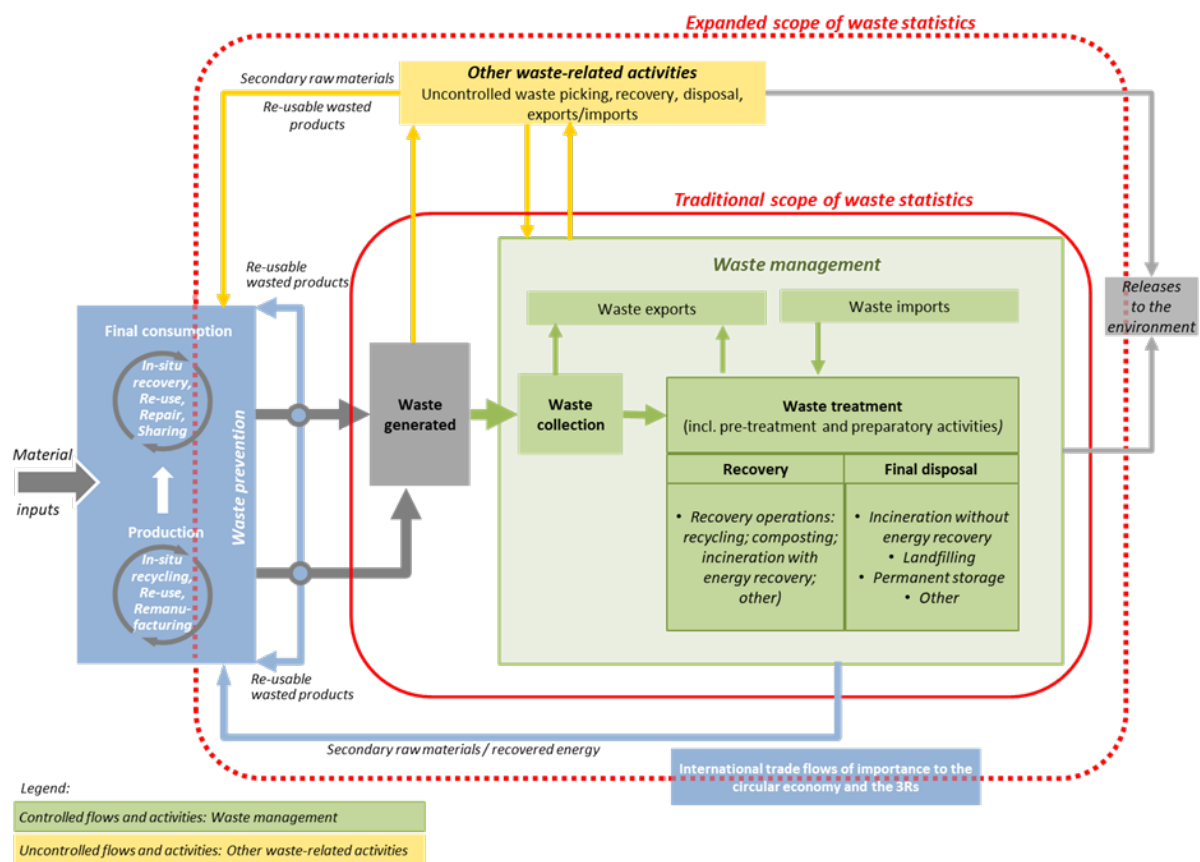 Expanded scope of waste statistics
Other waste-related activities
Uncontrolled waste picking, recovery, disposal,
exports/imports
Secondary raw materials
Re-usable wasted
products
Traditional scope of waste statistics
Waste management
Waste exports
Waste imports
Re-usable
wasted products
Releases
to the
environment
Final consumption
In-situ
recovery,
Re-use,
Repair,
Sharing
Waste prevention
Material
inputs
Production
In-situ
recycling,
Re-use,
Remanu-
facturing
Waste
generated
Waste
collection
Waste treatment
(incl. pre-treatment and preparatory activities)
Recovery
• Recovery operations:
recycling; composting;
incineration with
energy recovery;
other)
Final disposal
• Incineration without
energy recovery
• Landfilling
• Permanent storage
• Other
Re-usable
wasted products
Secondary raw materials / recovered energy
International trade flows of importance to the
circular economy and the 3Rs
Legend:
Controlled flows and activities: Waste management
Uncontrolled flows and activities: Other waste-related activities